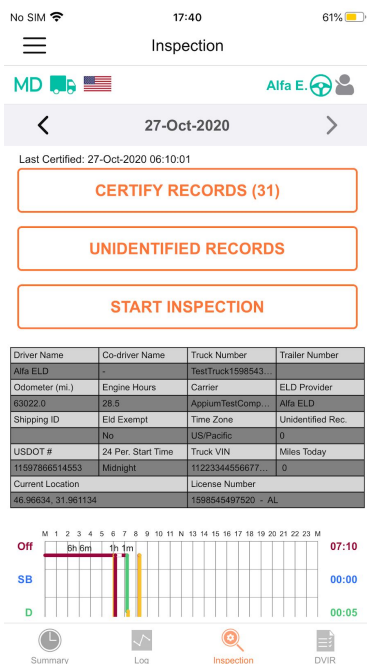 No SIM 17:40 61%
Inspection
MD Alfa E.
27-Oct-2020
Last Certified: 27-Oct-2020 06:10:01
CERTIFY RECORDS (31)
UNIDENTIFIED RECORDS
START INSPECTION
Driver Name Co-driver Name Truck Number Trailer Number
Alfa ELD - TestTruck1598543...
Odometer (mi.) Engine Hours Carrier ELD Provider
63022.0 28.5 AppiumTestComp... Alfa ELD
Shipping ID Eld Exempt Time Zone Unidentified Rec.
No US/Pacific 0
USDOT # 24 Per. Start Time Truck VIN Miles Today
11597866514553 Midnight 11223344556677... 0
Current Location License Number
46.96634, 31.961134 1598545497520 - AL
M 1 2 3 4 5 6 7 8 9 10 11 N 13 14 15 16 17 18 19 20 21 22 23 M
Off 6h 6m 1h 1m 07:10
SB 00:00
D 00:05
Summary Log Inspection DVIR